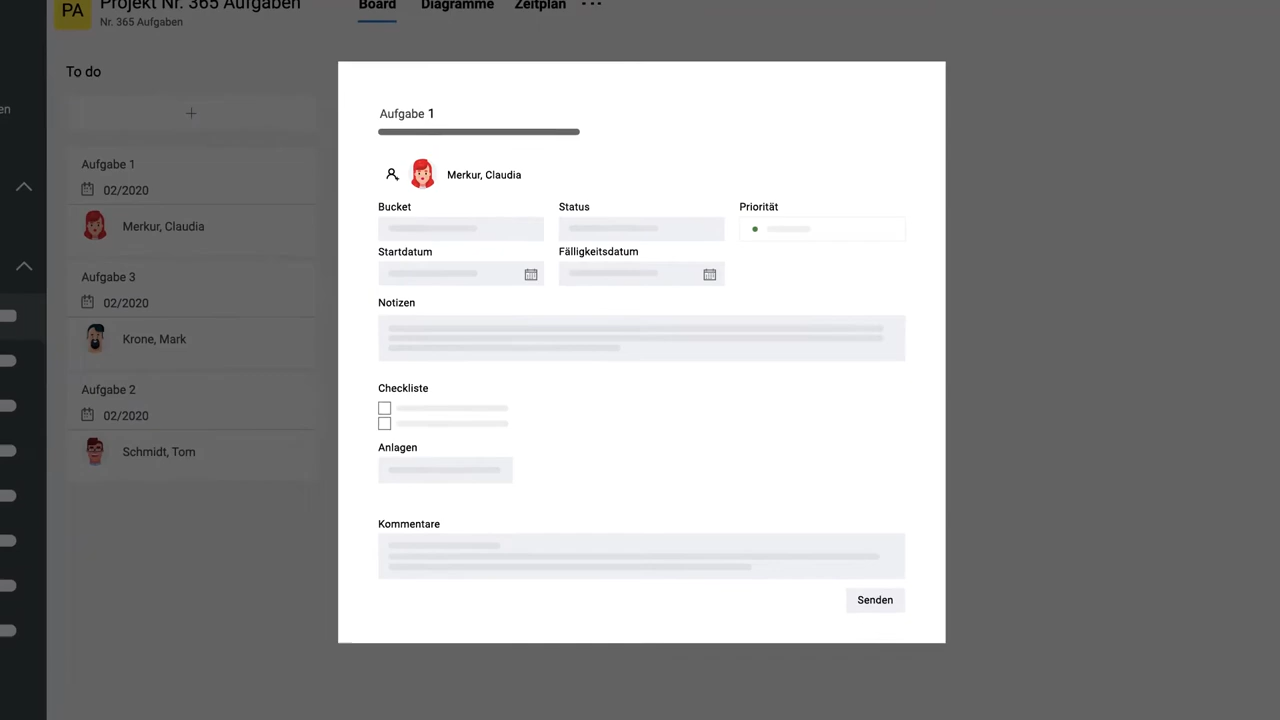 PA
Projekt Nr. 365 Aufgaben
Nr. 365 Aufgaben
Board Diagramme Zeitplan
To do
en
Aufgabe 1
02/2020
Merkur, Claudia
Aufgabe 3
02/2020
Krone, Mark
Aufgabe 2
02/2020
Schmidt, Tom
Aufgabe 1
Merkur, Claudia
Bucket Status Priorität
Startdatum Fälligkeitsdatum
Notizen
Checkliste
Anlagen
Kommentare
Senden